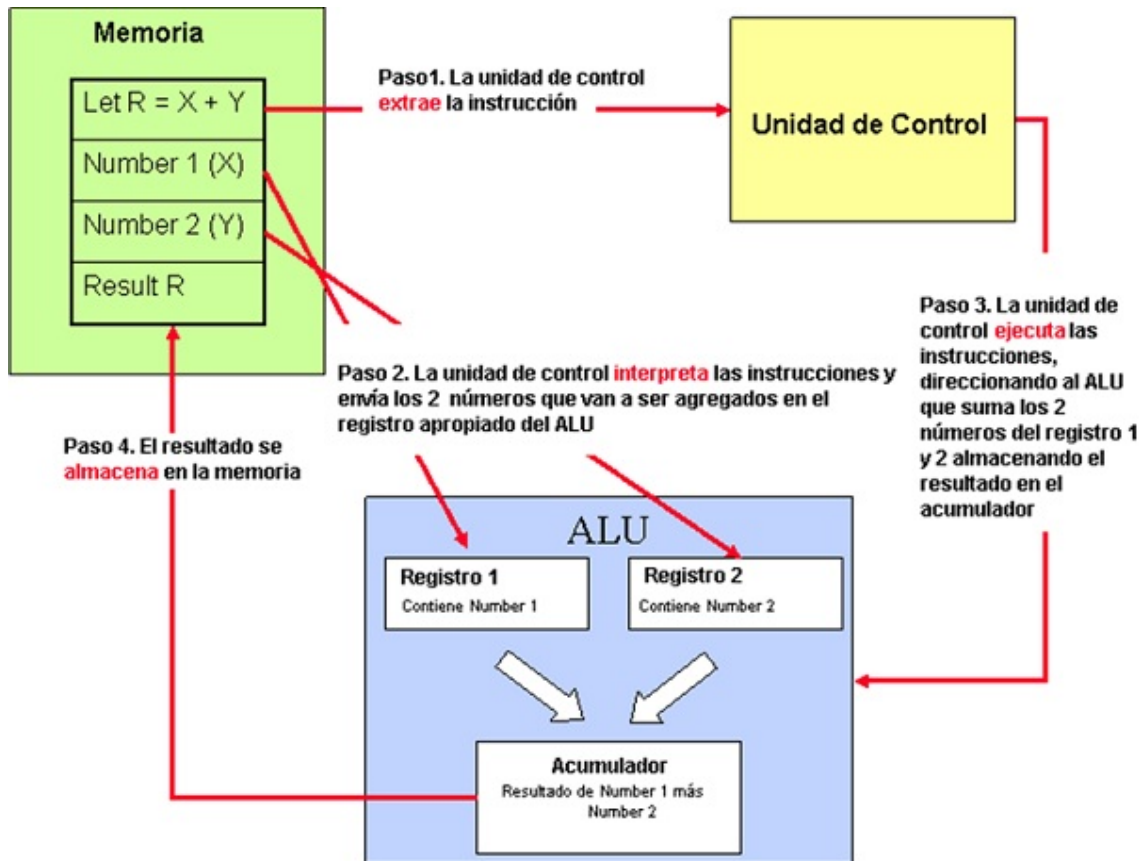 Memoria
Let R = X + Y
Number 1 (X)
Number 2 (Y)
Result R
Paso1. La unidad de control
extrae la instrucción
Unidad de Control
Paso 2. La unidad de control interpreta las instrucciones y
envía los 2 números que van a ser agregados en el
registro apropiado del ALU
Paso 3. La unidad de
control ejecuta las
instrucciones,
direccionando al ALU
que suma los 2
números del registro 1
y 2 almacenando el
resultado en el
acumulador
Paso 4. El resultado se
almacena en la memoria
ALU
Registro 1
Contiene Number 1
Registro 2
Contiene Number 2
Acumulador
Resultado de Number 1 más
Number 2